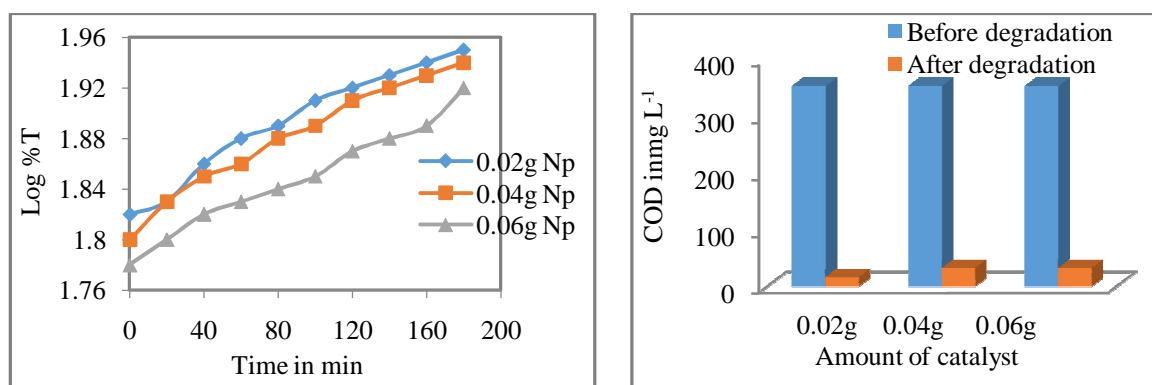 1.96
1.92
1.88
1.84
1.8
1.76
Log %T
0 40 80 120 160 200
Time in min
0.02g Np
0.04g Np
0.06g Np
Before degradation
After degradation
400
300
200
100
0
COD inmg L⁻¹
0.02g 0.04g 0.06g
Amount of catalyst